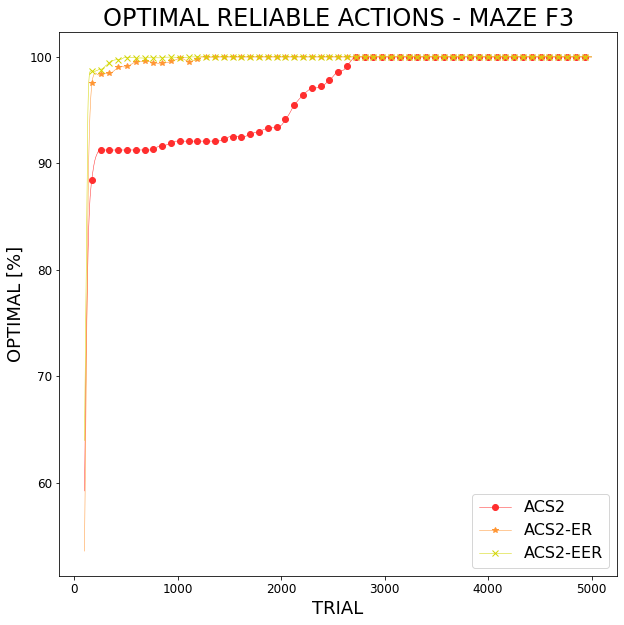 OPTIMAL RELIABLE ACTIONS - MAZE F3
OPTIMAL [%]
100
90
80
70
60
0 1000 2000 3000 4000 5000
TRIAL
ACS2
ACS2-ER
ACS2-EER